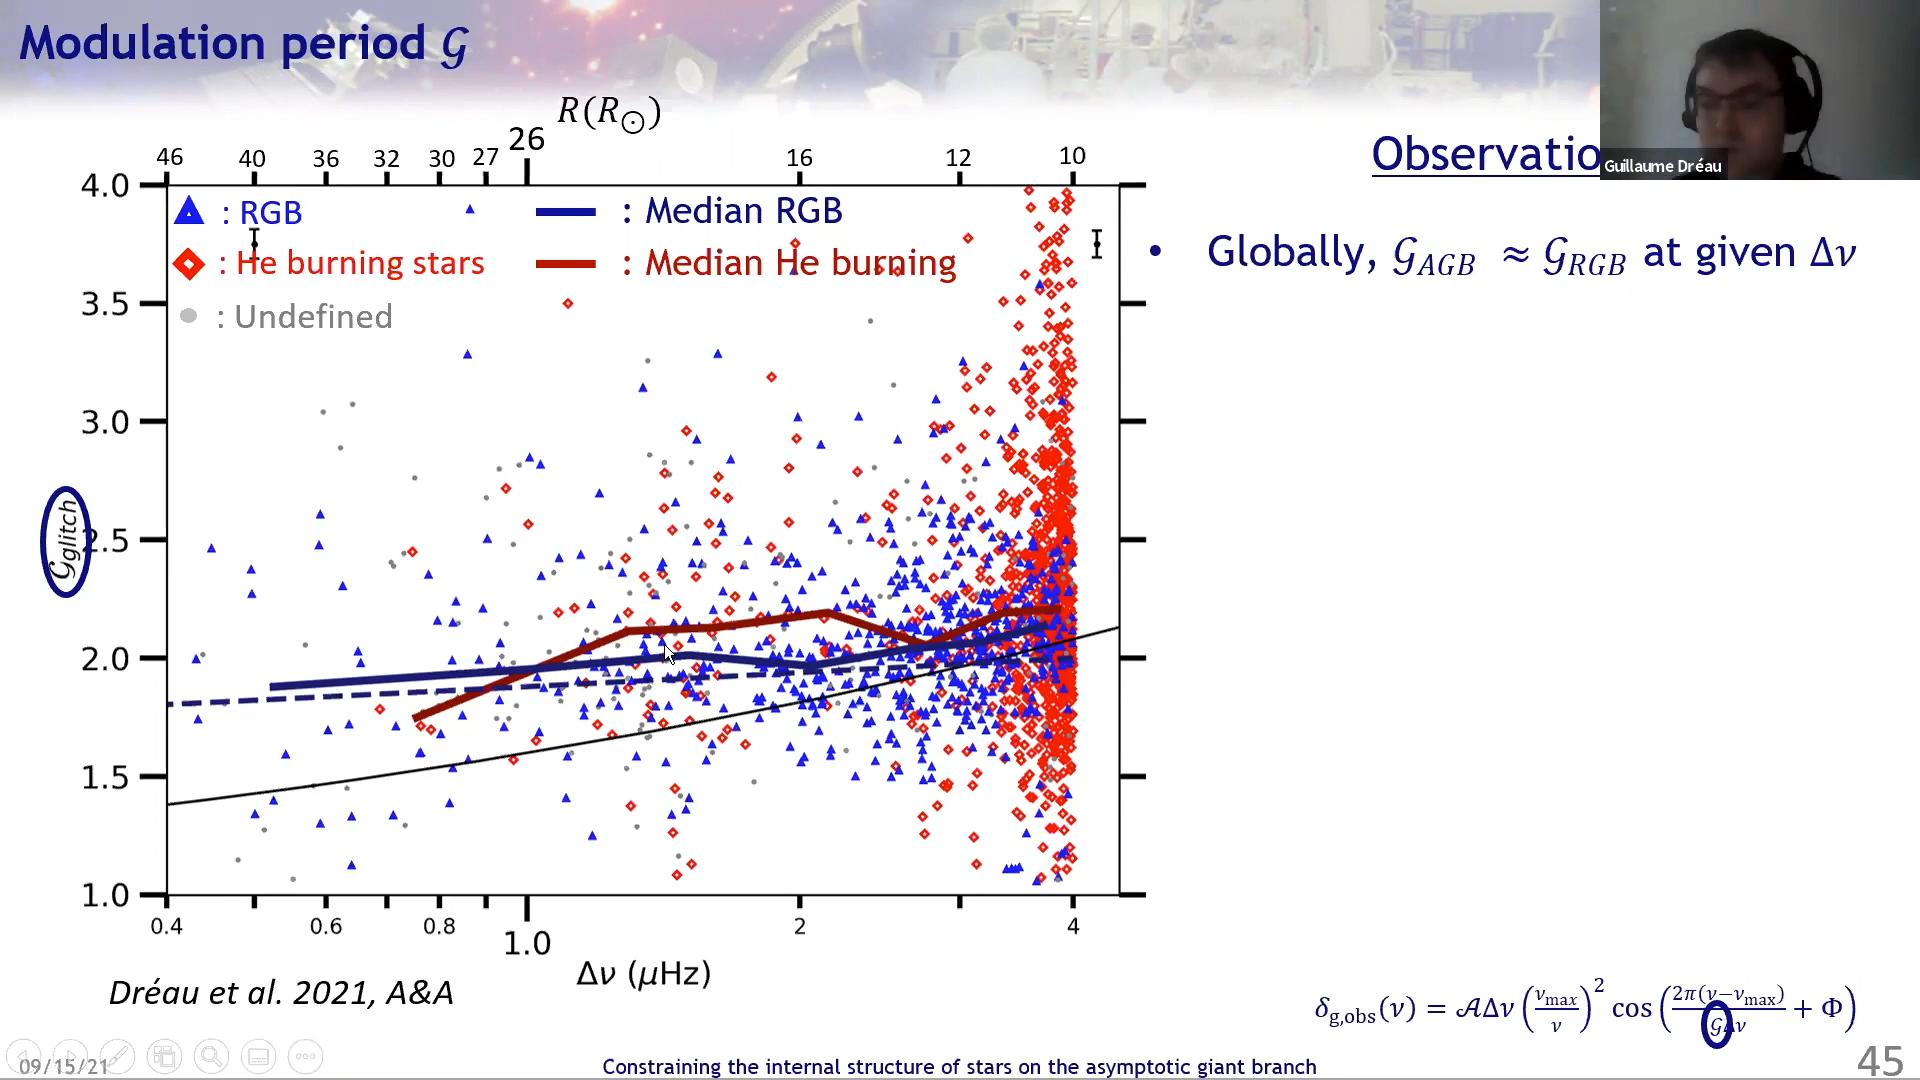 Modulation period 𝒢
Guillaume Dréau
R(R☉)
46 40 36 32 30 27 26 16 12 10
Observatio
4.0
3.5
3.0
2.5
2.0
1.5
1.0
: RGB
: He burning stars
: Undefined
: Median RGB
: Median He burning
𝒢glitch
0.4 0.6 0.8 1.0 2 4
Δν (μHz)
• Globally, 𝒢AGB ≈ 𝒢RGB at given Δν
Dréau et al. 2021, A&A
δg,obs(ν) = 𝒜Δν (νmax/ν)² cos (2π(ν−νmax)/𝒢Δν + Φ)
09/15/21
Constraining the internal structure of stars on the asymptotic giant branch
45